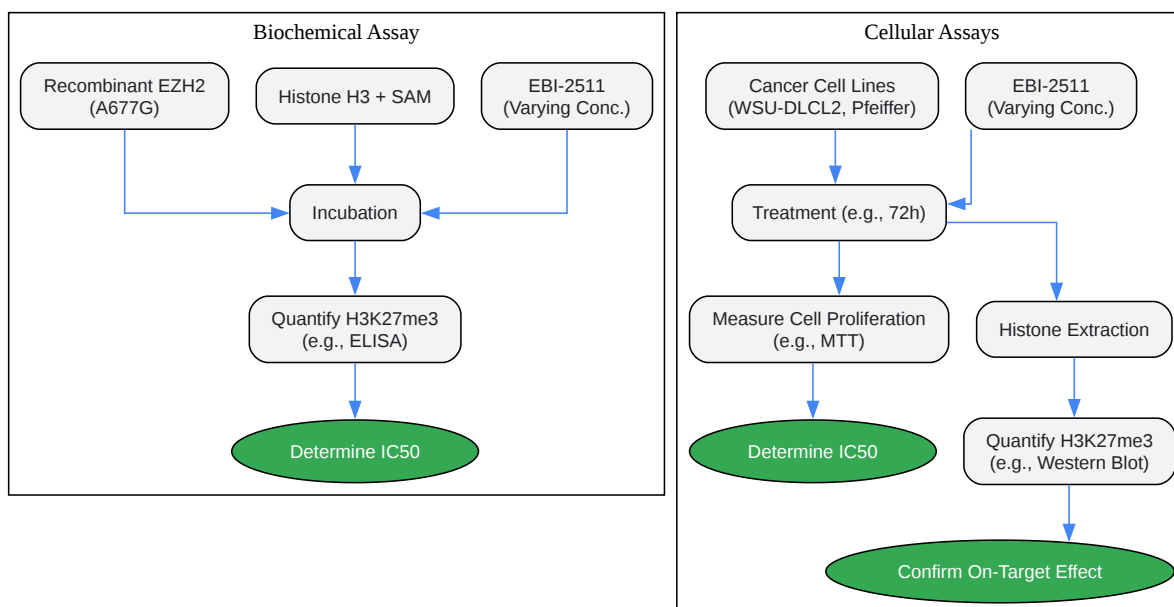 Biochemical Assay
Recombinant EZH2
(A677G)
Histone H3 + SAM
EBI-2511
(Varying Conc.)
Incubation
Quantify H3K27me3
(e.g., ELISA)
Determine IC50
Cellular Assays
Cancer Cell Lines
(WSU-DLCL2, Pfeiffer)
EBI-2511
(Varying Conc.)
Treatment (e.g., 72h)
Measure Cell Proliferation
(e.g., MTT)
Histone Extraction
Determine IC50
Quantify H3K27me3
(e.g., Western Blot)
Confirm On-Target Effect